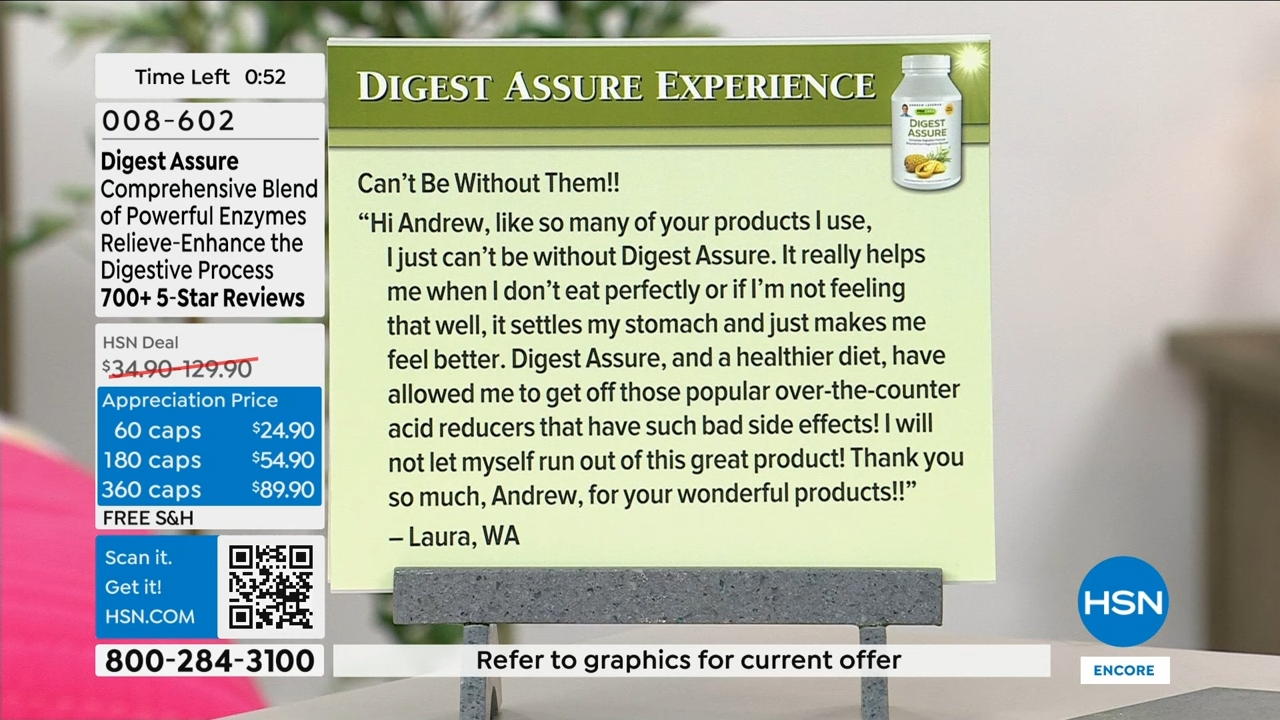 Time Left 0:52
008-602
Digest Assure
Comprehensive Blend
of Powerful Enzymes
Relieve-Enhance the
Digestive Process
700+ 5-Star Reviews
HSN Deal
$34.90-129.90
Appreciation Price
60 caps $24.90
180 caps $54.90
360 caps $89.90
FREE S&H
Scan it.
Get it!
HSN.COM
800-284-3100
DIGEST ASSURE EXPERIENCE
DIGEST
ASSURE
Can’t Be Without Them!!
“Hi Andrew, like so many of your products I use,
I just can’t be without Digest Assure. It really helps
me when I don’t eat perfectly or if I’m not feeling
that well, it settles my stomach and just makes me
feel better. Digest Assure, and a healthier diet, have
allowed me to get off those popular over-the-counter
acid reducers that have such bad side effects! I will
not let myself run out of this great product! Thank you
so much, Andrew, for your wonderful products!!”
– Laura, WA
Refer to graphics for current offer
HSN
ENCORE